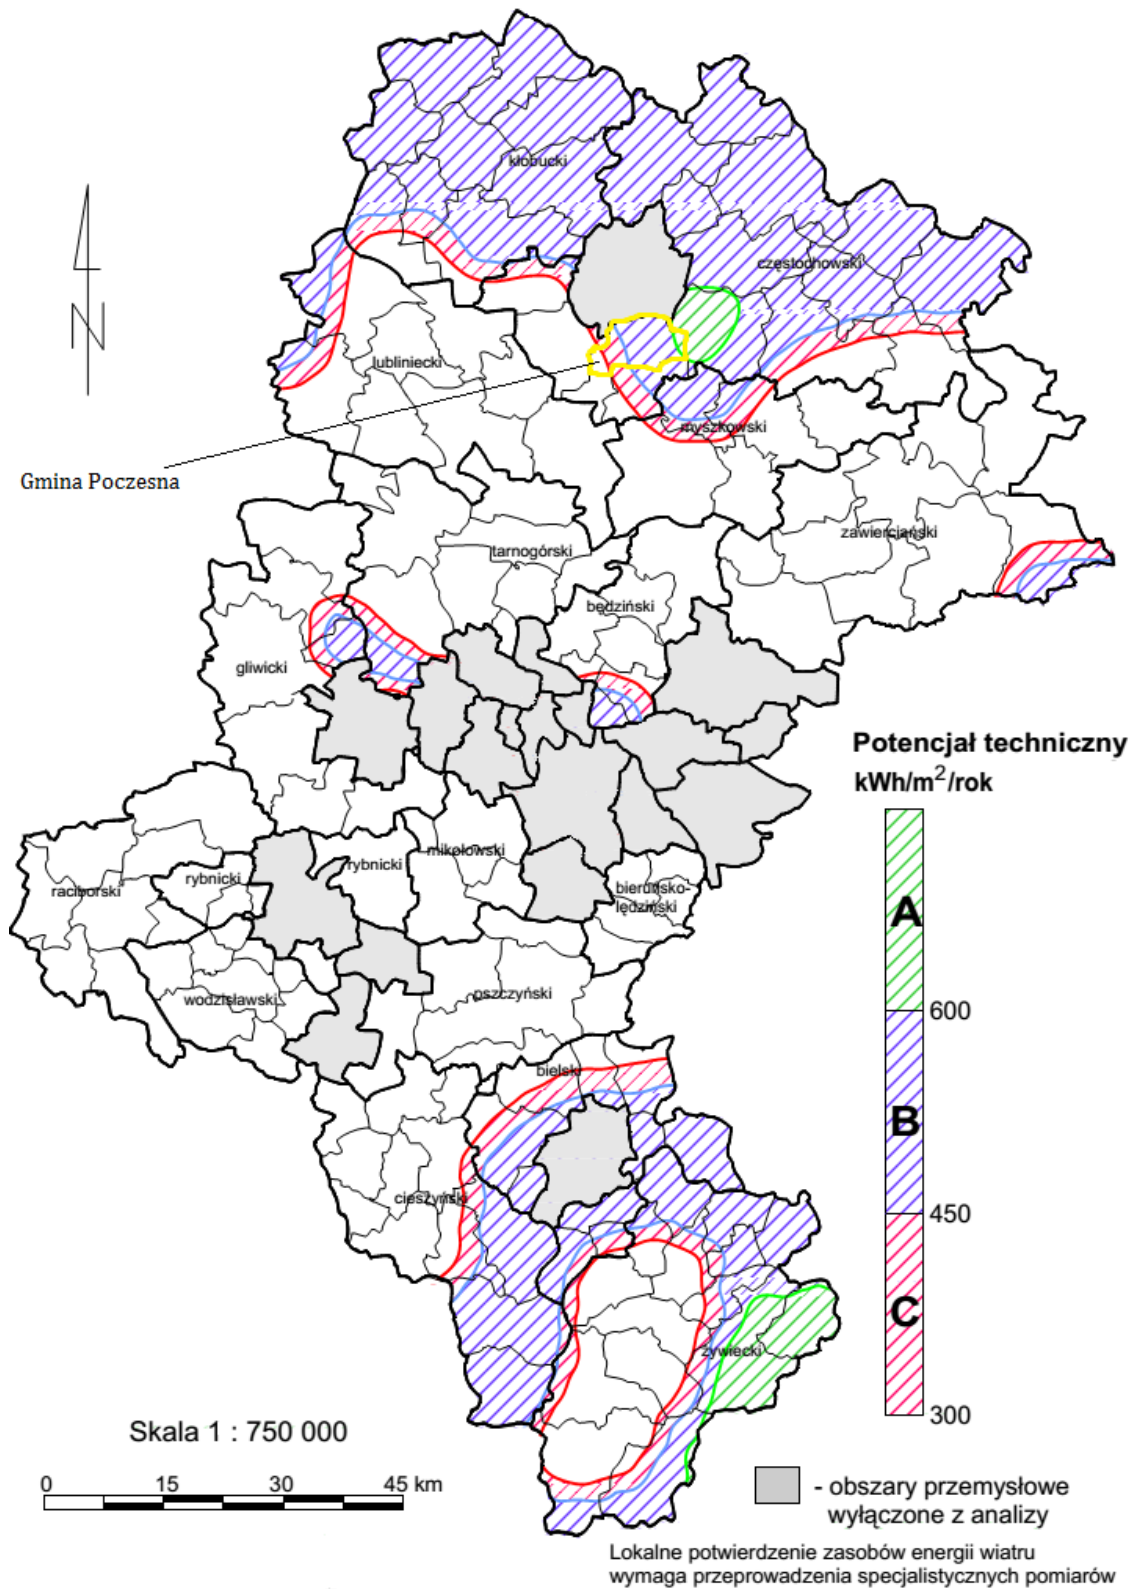 kłobucki
częstochowski
N
lubliniecki
myszkowski
Gmina Poczesna
zawierciański
tarnogórski
będziński
gliwicki
Potencjał techniczny
kWh/m²/rok
A
600
B
450
C
300
mikołowski
rybnicki
rybnicki
raciborski
bieruńsko-
lędziński
pszczyński
wodzisławski
bielski
cieszyński
żywiecki
Skala 1 : 750 000
0 15 30 45 km
- obszary przemysłowe
wyłączone z analizy
Lokalne potwierdzenie zasobów energii wiatru
wymaga przeprowadzenia specjalistycznych pomiarów